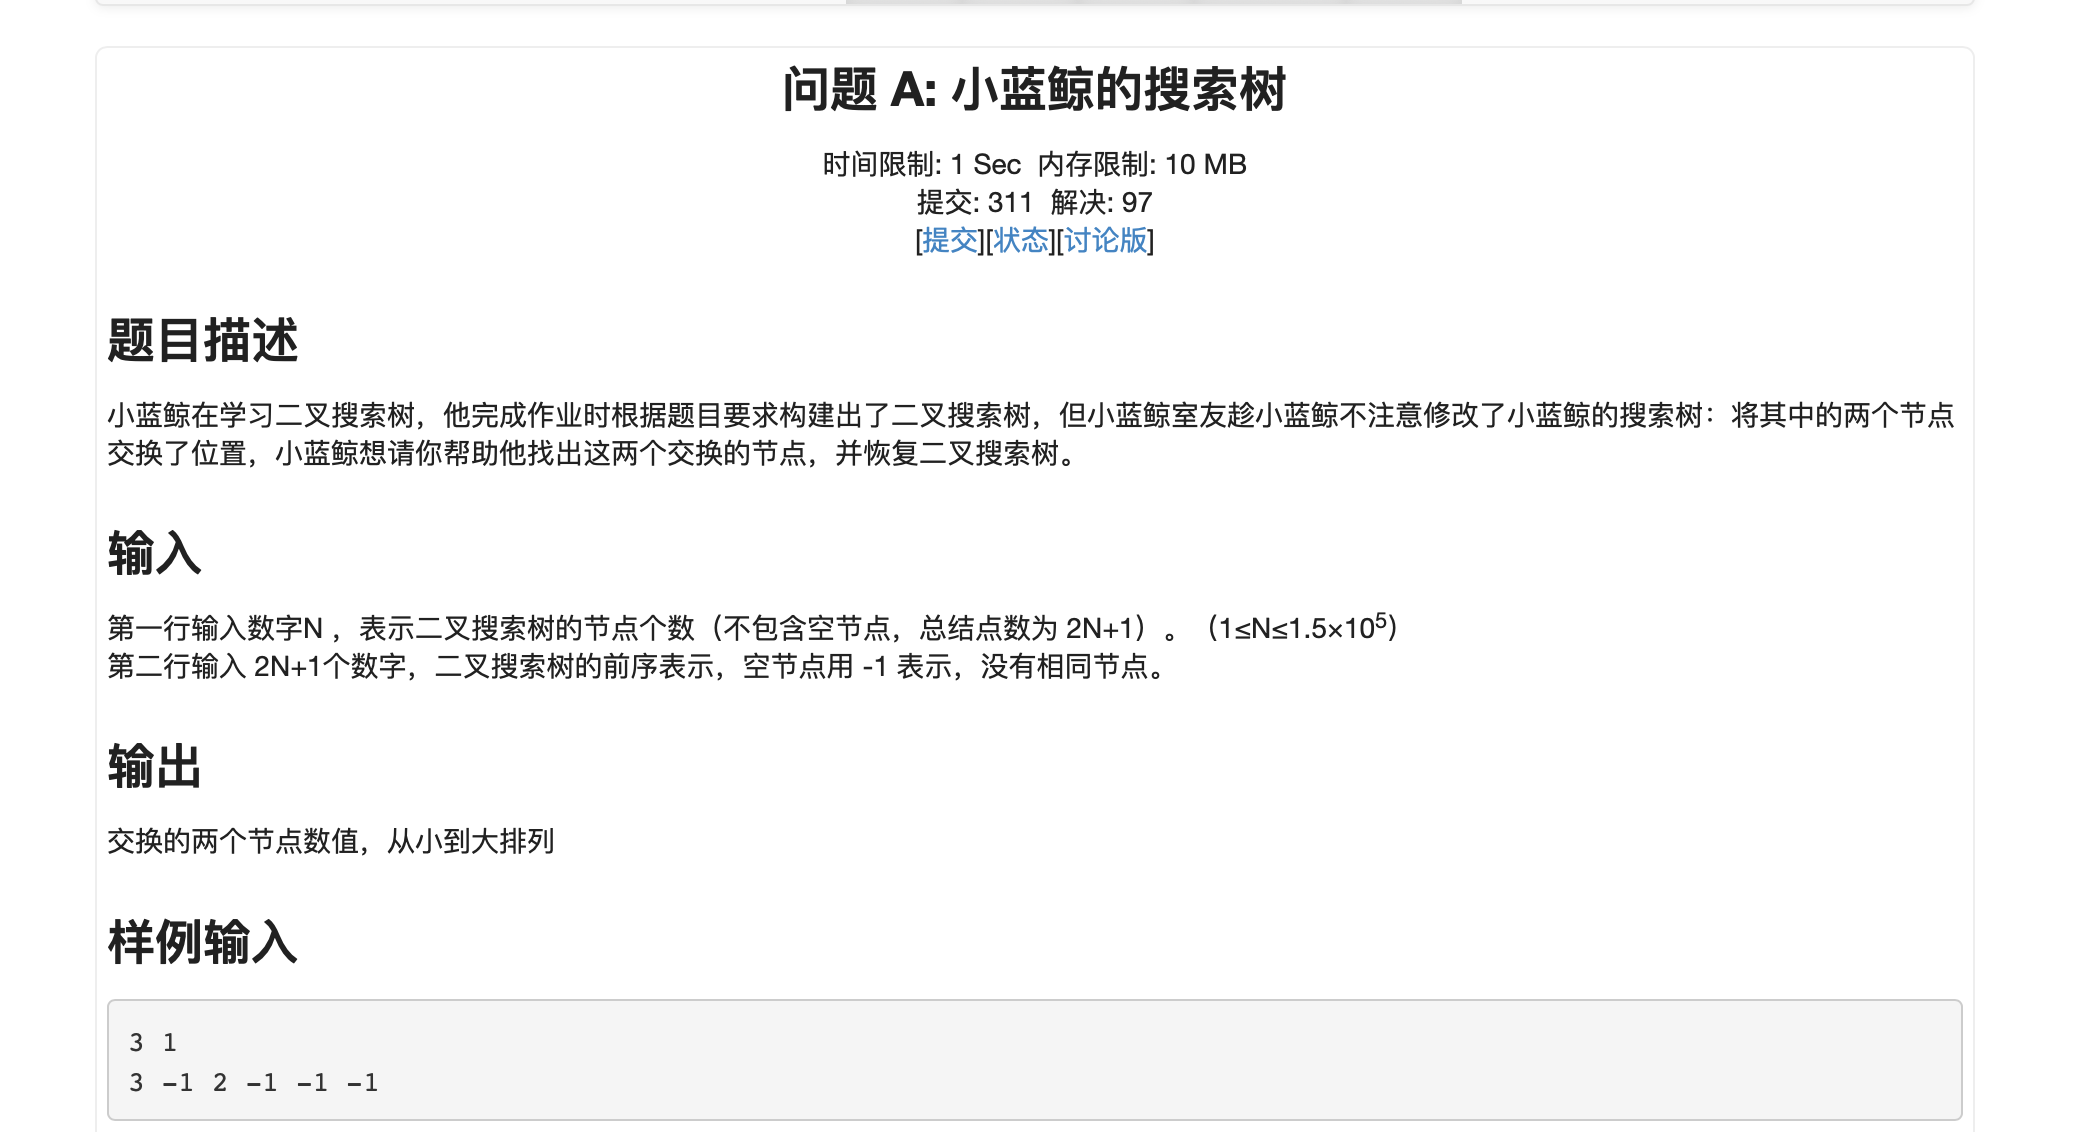 问题 A: 小蓝鲸的搜索树
时间限制: 1 Sec 内存限制: 10 MB
提交: 311 解决: 97
[提交][状态][讨论版]
题目描述
小蓝鲸在学习二叉搜索树，他完成作业时根据题目要求构建出了二叉搜索树，但小蓝鲸室友趁小蓝鲸不注意修改了小蓝鲸的搜索树：将其中的两个节点
交换了位置，小蓝鲸想请你帮助他找出这两个交换的节点，并恢复二叉搜索树。
输入
第一行输入数字N ，表示二叉搜索树的节点个数（不包含空节点，总结点数为 2N+1）。（1≤N≤1.5×10⁵）
第二行输入 2N+1个数字，二叉搜索树的前序表示，空节点用 -1 表示，没有相同节点。
输出
交换的两个节点数值，从小到大排列
样例输入
3 1
3 -1 2 -1 -1 -1